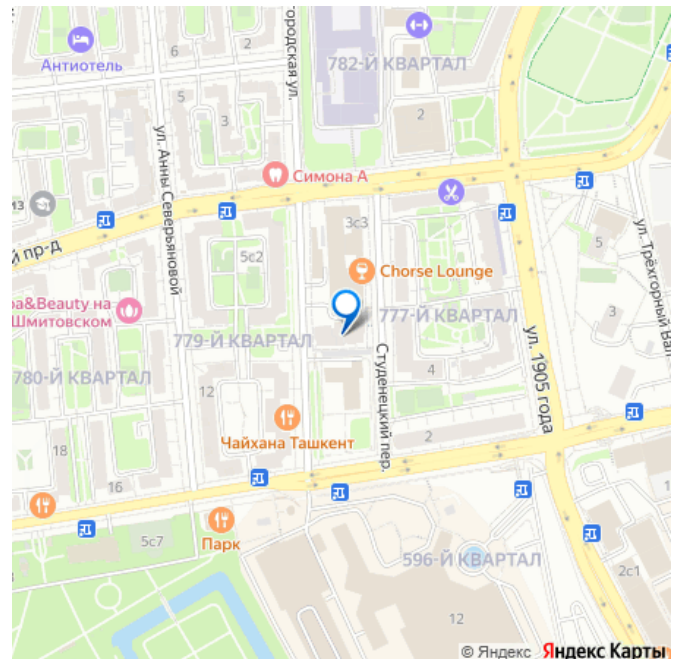 Антиотель
6
5
3
городская ул.
782-Й КВАРТАЛ
2
ул. Анны Северьяновой
Симона А
из
й пр-д
3с3
5с2
5
Chorse Lounge
ул. Трёхгорный Вал
pa&Beauty на
Шмитовском
3
779-Й КВАРТАЛ
777-Й КВАРТАЛ
780-Й КВАРТАЛ
12
4
Студенецкий пер.
ул. 1905 года
Чайхана Ташкент
2
18
16
Парк
5с7
596-Й КВАРТАЛ
2с1
12
© Яндекс Яндекс Карты